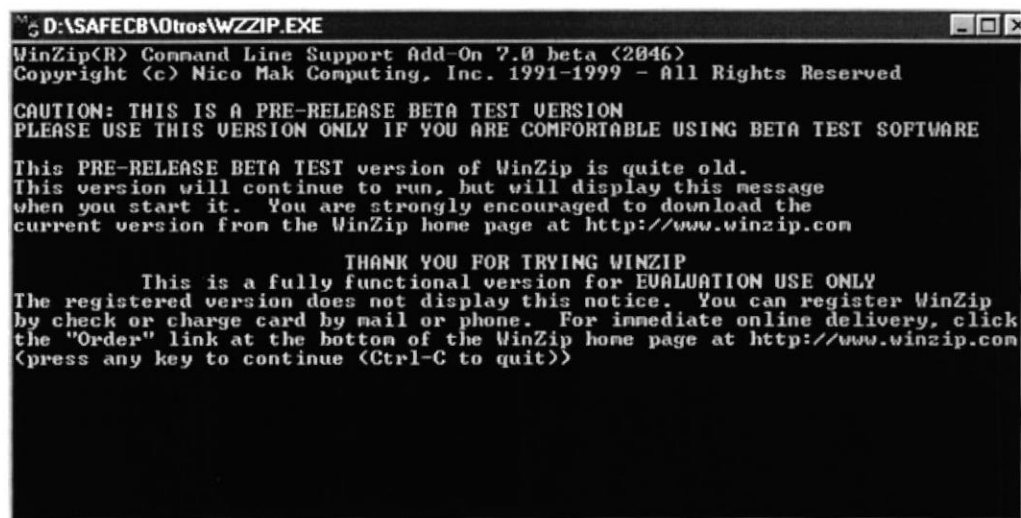 D:\SAFECB\Otros\WZZIP.EXE
WinZip(R) Command Line Support Add-On 7.0 beta (2046)
Copyright (c) Nico Mak Computing, Inc. 1991-1999 - All Rights Reserved
CAUTION: THIS IS A PRE-RELEASE BETA TEST VERSION
PLEASE USE THIS VERSION ONLY IF YOU ARE COMFORTABLE USING BETA TEST SOFTWARE
This PRE-RELEASE BETA TEST version of WinZip is quite old.
This version will continue to run, but will display this message
when you start it.  You are strongly encouraged to download the
current version from the WinZip home page at http://www.winzip.com
THANK YOU FOR TRYING WINZIP
This is a fully functional version for EVALUATION USE ONLY
The registered version does not display this notice.  You can register WinZip
by check or charge card by mail or phone.  For immediate online delivery, click
the "Order" link at the bottom of the WinZip home page at http://www.winzip.com
(press any key to continue (Ctrl-C to quit))